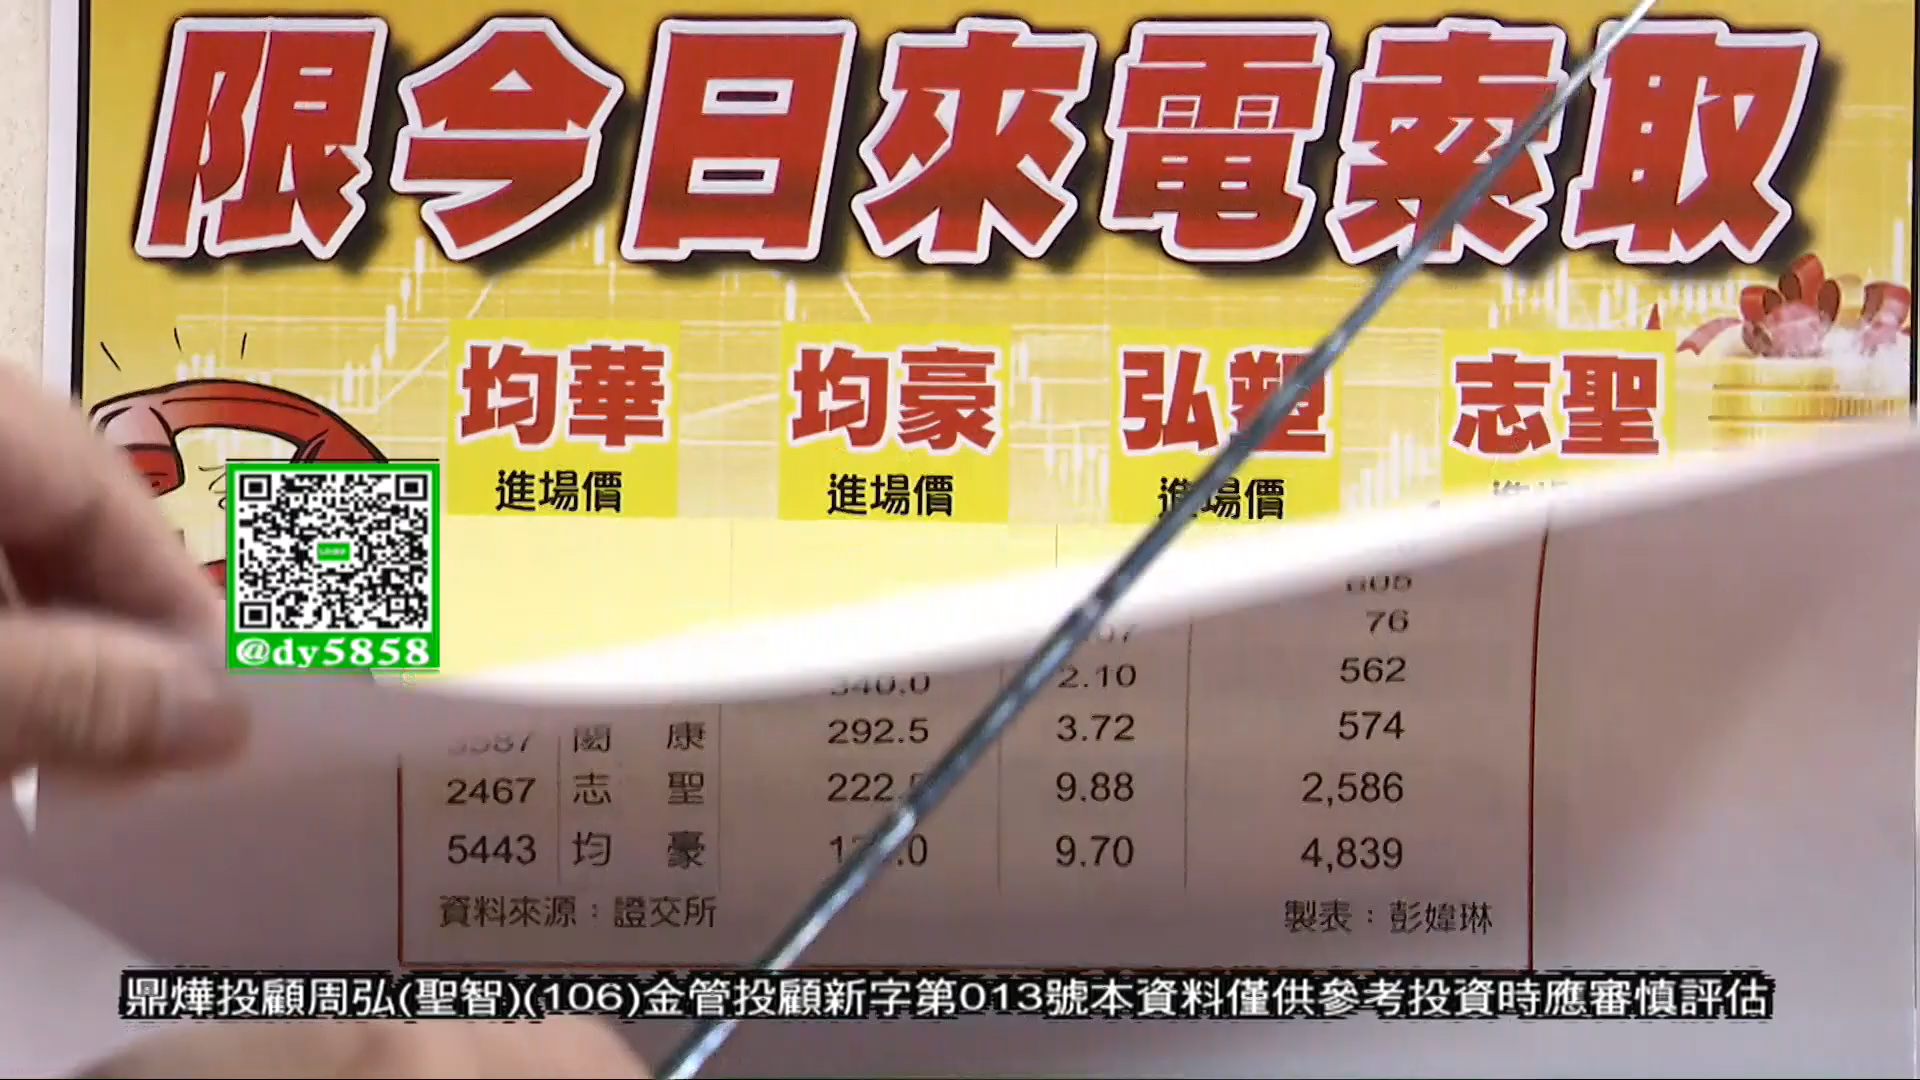 限今日來電索取
均華 均豪 弘塑 志聖
進場價 進場價 進場價
76
2.10 562
3587 閎康 292.5 3.72 574
2467 志聖 9.88 2,586
5443 均豪 9.70 4,839
資料來源：證交所 製表：彭媁琳
@dy5858
鼎燁投顧周弘(聖智)(106)金管投顧新字第013號本資料僅供參考投資時應審慎評估